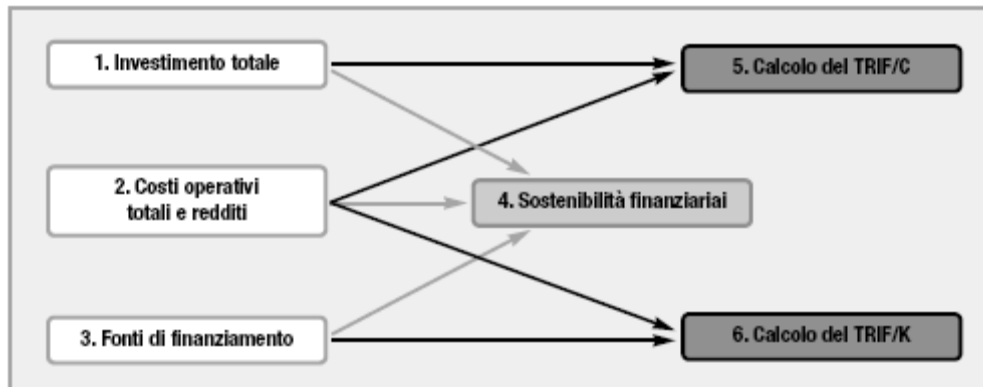 1. Investimento totale
5. Calcolo del TRIF/C
2. Costi operativi
totali e redditi
4. Sostenibilità finanziariai
3. Fonti di finanziamento
6. Calcolo del TRIF/K